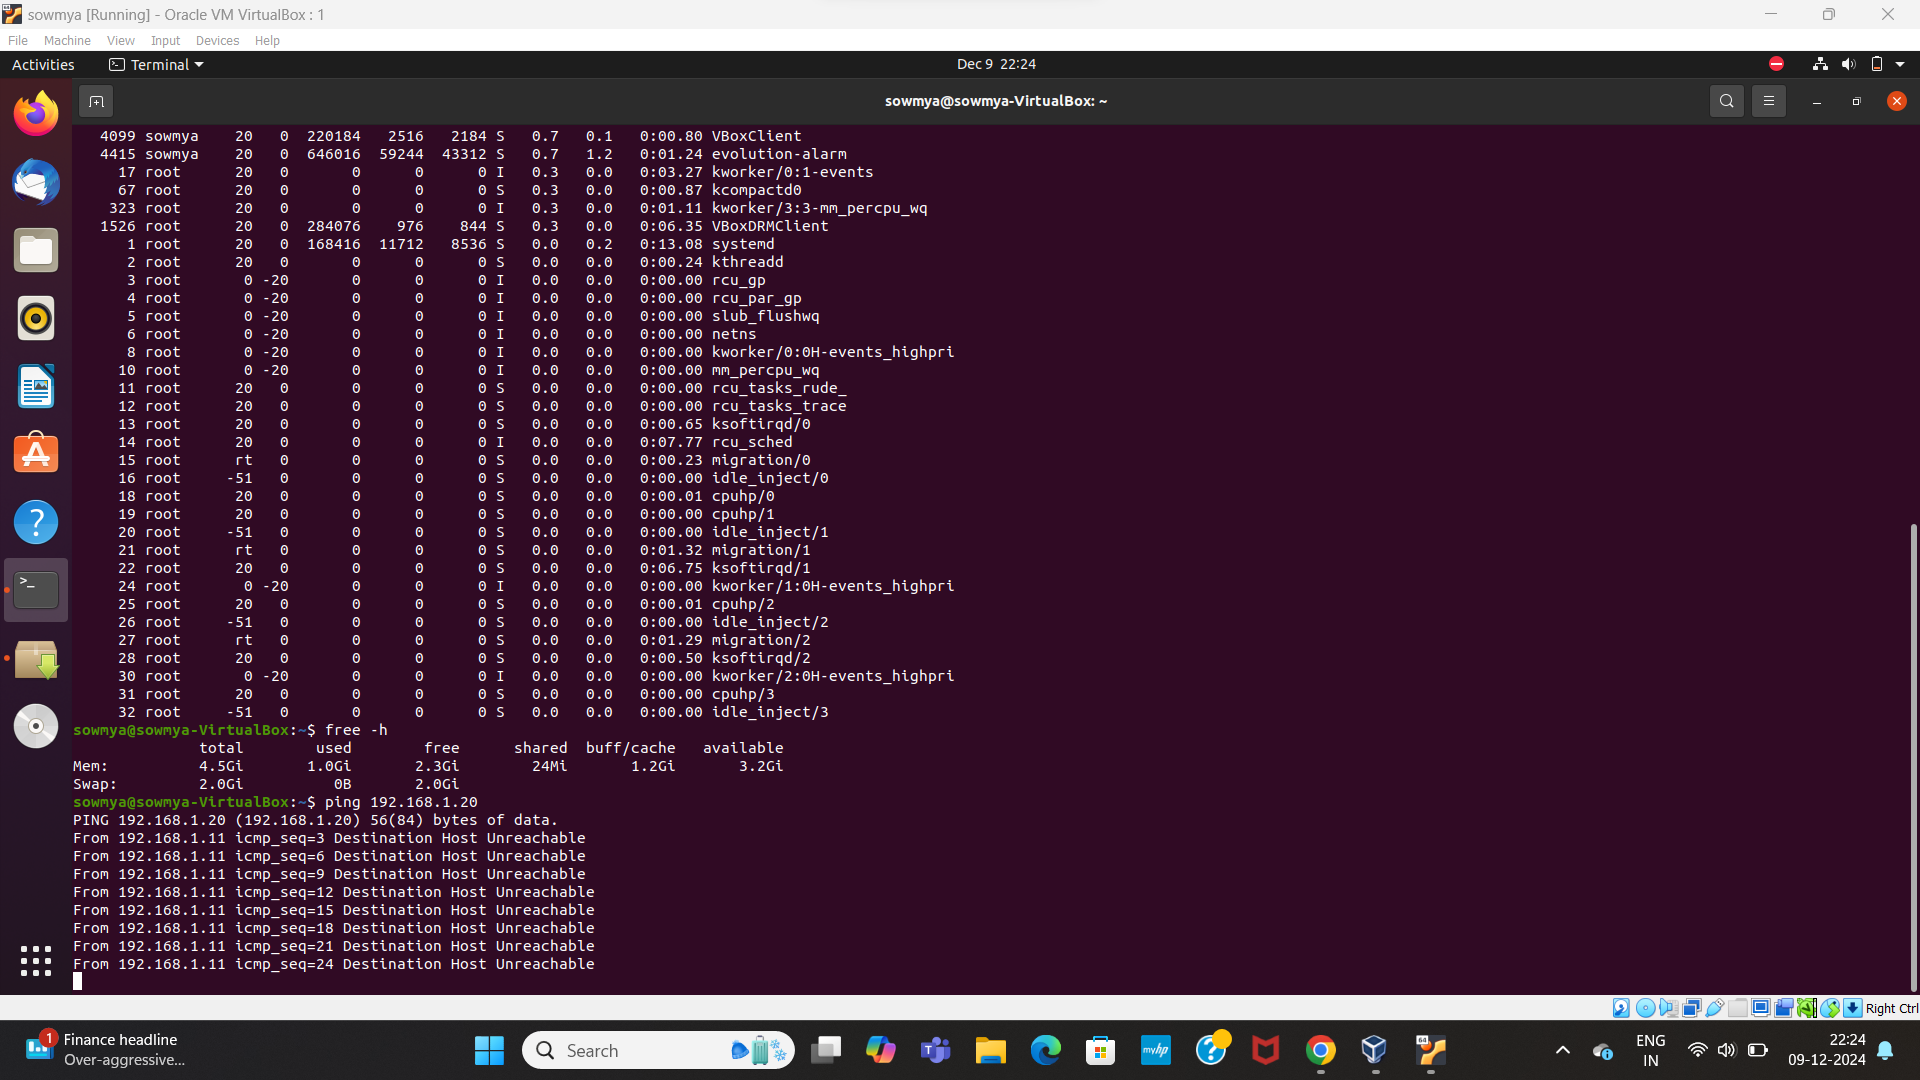 sowmya [Running] - Oracle VM VirtualBox : 1
File Machine View Input Devices Help
Activities Terminal Dec 9 22:24
sowmya@sowmya-VirtualBox: ~
4099 sowmya 20 0 220184 2516 2184 S 0.7 0.1 0:00.80 VBoxClient
4415 sowmya 20 0 646016 59244 43312 S 0.7 1.2 0:01.24 evolution-alarm
17 root 20 0 0 0 0 I 0.3 0.0 0:03.27 kworker/0:1-events
67 root 20 0 0 0 0 S 0.3 0.0 0:00.87 kcompactd0
323 root 20 0 0 0 0 I 0.3 0.0 0:01.11 kworker/3:3-mm_percpu_wq
1526 root 20 0 284076 976 844 S 0.3 0.0 0:06.35 VBoxDRMClient
1 root 20 0 168416 11712 8536 S 0.0 0.2 0:13.08 systemd
2 root 20 0 0 0 0 S 0.0 0.0 0:00.24 kthreadd
3 root 0 -20 0 0 0 I 0.0 0.0 0:00.00 rcu_gp
4 root 0 -20 0 0 0 I 0.0 0.0 0:00.00 rcu_par_gp
5 root 0 -20 0 0 0 I 0.0 0.0 0:00.00 slub_flushwq
6 root 0 -20 0 0 0 I 0.0 0.0 0:00.00 netns
8 root 0 -20 0 0 0 I 0.0 0.0 0:00.00 kworker/0:0H-events_highpri
10 root 0 -20 0 0 0 I 0.0 0.0 0:00.00 mm_percpu_wq
11 root 20 0 0 0 0 S 0.0 0.0 0:00.00 rcu_tasks_rude_
12 root 20 0 0 0 0 S 0.0 0.0 0:00.00 rcu_tasks_trace
13 root 20 0 0 0 0 S 0.0 0.0 0:00.65 ksoftirqd/0
14 root 20 0 0 0 0 I 0.0 0.0 0:07.77 rcu_sched
15 root rt 0 0 0 0 S 0.0 0.0 0:00.23 migration/0
16 root -51 0 0 0 0 S 0.0 0.0 0:00.00 idle_inject/0
18 root 20 0 0 0 0 S 0.0 0.0 0:00.01 cpuhp/0
19 root 20 0 0 0 0 S 0.0 0.0 0:00.00 cpuhp/1
20 root -51 0 0 0 0 S 0.0 0.0 0:00.00 idle_inject/1
21 root rt 0 0 0 0 S 0.0 0.0 0:01.32 migration/1
22 root 20 0 0 0 0 S 0.0 0.0 0:06.75 ksoftirqd/1
24 root 0 -20 0 0 0 I 0.0 0.0 0:00.00 kworker/1:0H-events_highpri
25 root 20 0 0 0 0 S 0.0 0.0 0:00.01 cpuhp/2
26 root -51 0 0 0 0 S 0.0 0.0 0:00.00 idle_inject/2
27 root rt 0 0 0 0 S 0.0 0.0 0:01.29 migration/2
28 root 20 0 0 0 0 S 0.0 0.0 0:00.50 ksoftirqd/2
30 root 0 -20 0 0 0 I 0.0 0.0 0:00.00 kworker/2:0H-events_highpri
31 root 20 0 0 0 0 S 0.0 0.0 0:00.00 cpuhp/3
32 root -51 0 0 0 0 S 0.0 0.0 0:00.00 idle_inject/3
sowmya@sowmya-VirtualBox:~$ free -h
total used free shared buff/cache available
Mem: 4.5Gi 1.0Gi 2.3Gi 24Mi 1.2Gi 3.2Gi
Swap: 2.0Gi 0B 2.0Gi
sowmya@sowmya-VirtualBox:~$ ping 192.168.1.20
PING 192.168.1.20 (192.168.1.20) 56(84) bytes of data.
From 192.168.1.11 icmp_seq=3 Destination Host Unreachable
From 192.168.1.11 icmp_seq=6 Destination Host Unreachable
From 192.168.1.11 icmp_seq=9 Destination Host Unreachable
From 192.168.1.11 icmp_seq=12 Destination Host Unreachable
From 192.168.1.11 icmp_seq=15 Destination Host Unreachable
From 192.168.1.11 icmp_seq=18 Destination Host Unreachable
From 192.168.1.11 icmp_seq=21 Destination Host Unreachable
From 192.168.1.11 icmp_seq=24 Destination Host Unreachable
Right Ctrl
1
Finance headline
Over-aggressive...
Search
myhp
64
ENG
IN
22:24
09-12-2024